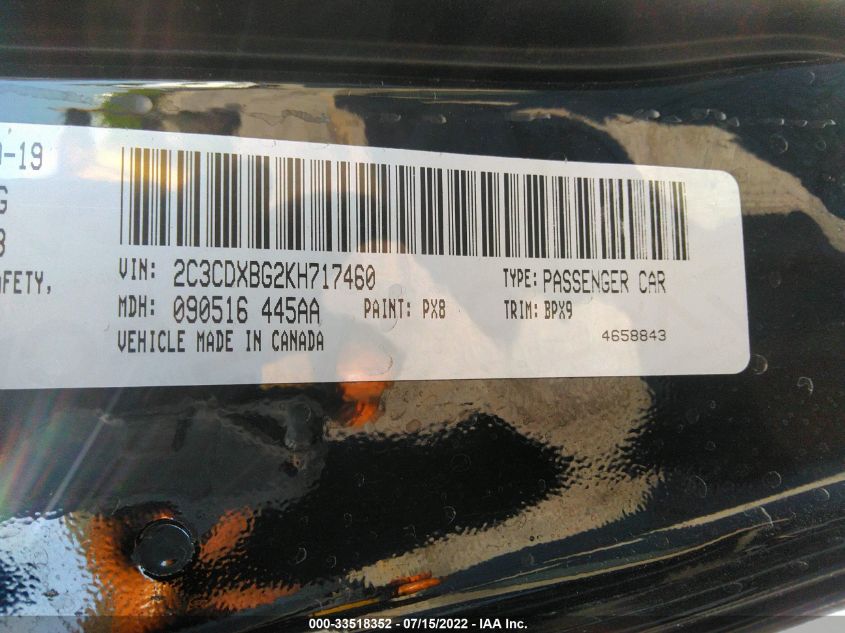 -19
G
AFETY,
VIN: 2C3CDXBG2KH717460 TYPE: PASSENGER CAR
MDH: 090516 445AA PAINT: PX8 TRIM: BPX9
VEHICLE MADE IN CANADA 4658843
000-33518352 - 07/15/2022 - IAA Inc.